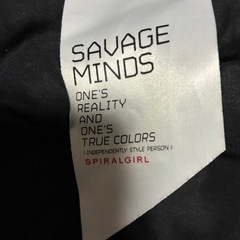 SAVAGE
MINDS
ONE'S
REALITY
AND
ONE'S
TRUE COLORS
( INDEPENDENTLY STYLE PERSON )
SPIRALGIRL